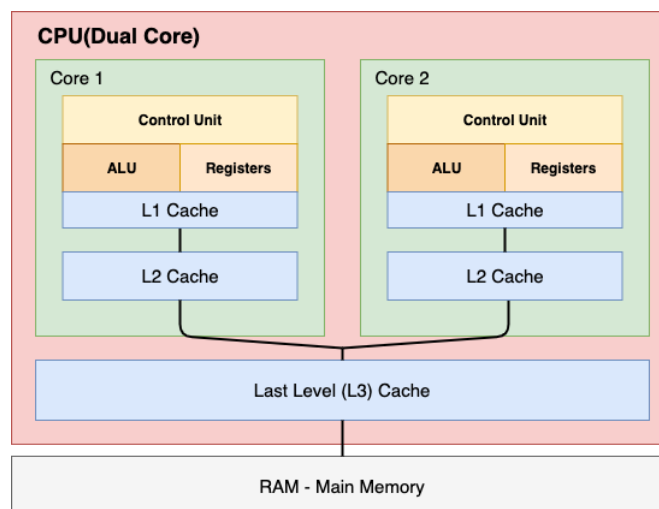 CPU(Dual Core)
Core 1
Control Unit
ALU
Registers
L1 Cache
L2 Cache
Core 2
Control Unit
ALU
Registers
L1 Cache
L2 Cache
Last Level (L3) Cache
RAM - Main Memory